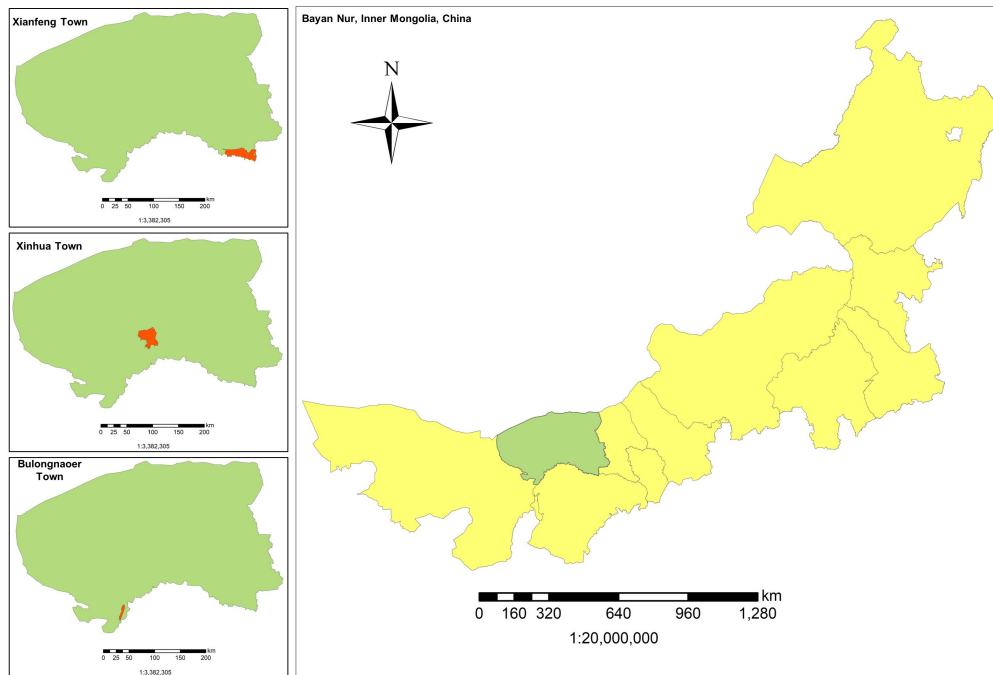 Xianfeng Town
0 25 50 100 150 200 km
1:3,382,305
Xinhua Town
0 25 50 100 150 200 km
1:3,382,305
Bulongnaoer
Town
0 25 50 100 150 200 km
1:3,382,305
Bayan Nur, Inner Mongolia, China
N
km
0 160 320 640 960 1,280
1:20,000,000